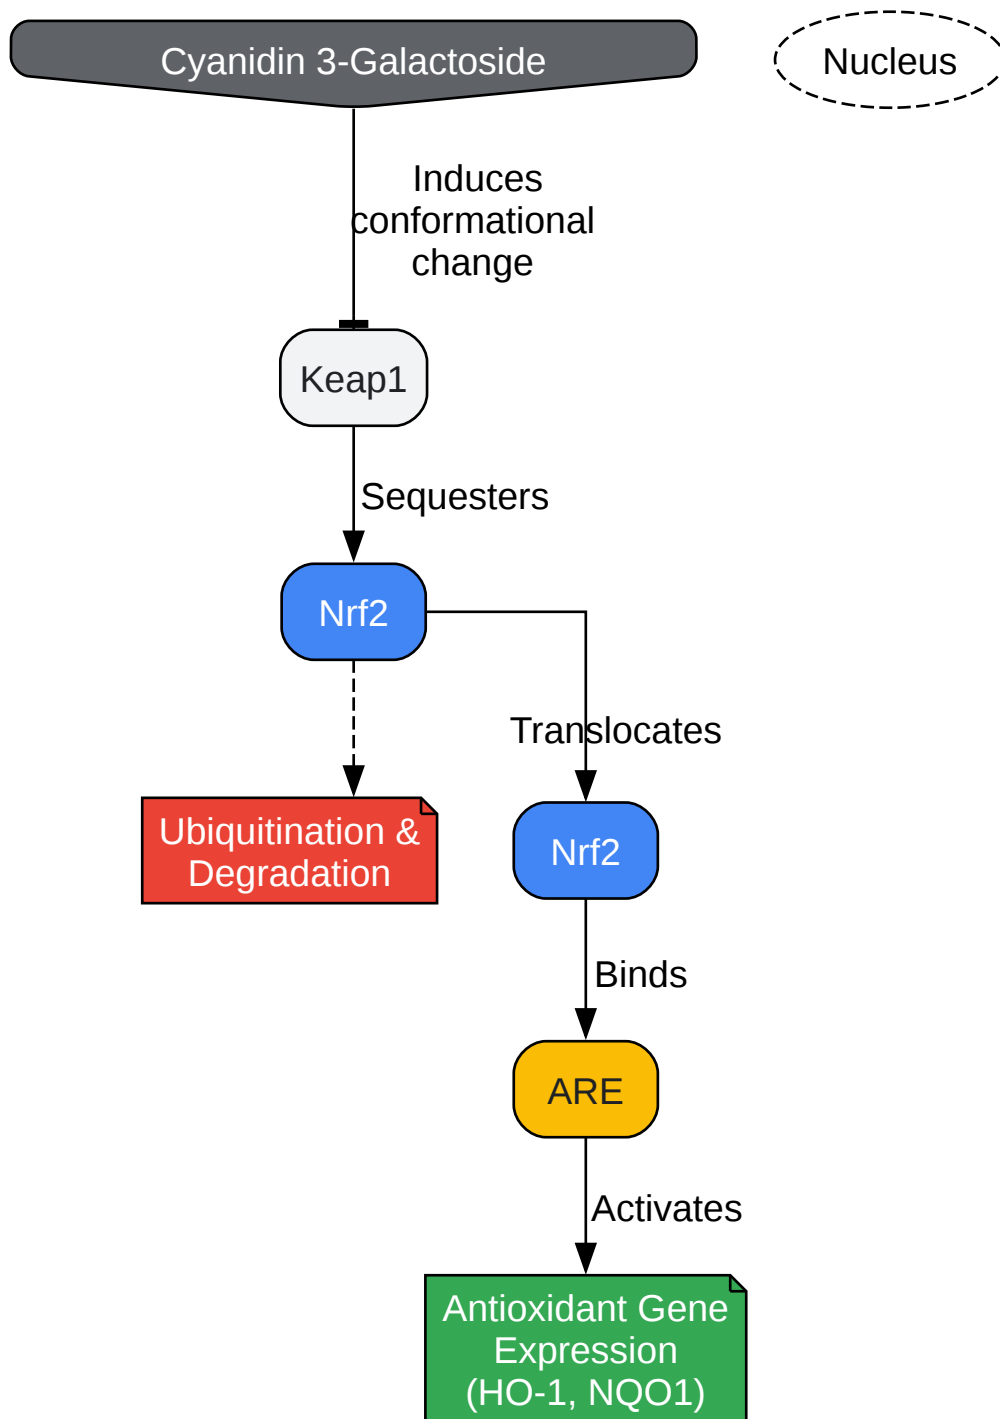 Cyanidin 3-Galactoside
Nucleus
Induces
conformational
change
Keap1
Sequesters
Nrf2
Translocates
Ubiquitination &
Degradation
Nrf2
Binds
ARE
Activates
Antioxidant Gene
Expression
(HO-1, NQO1)